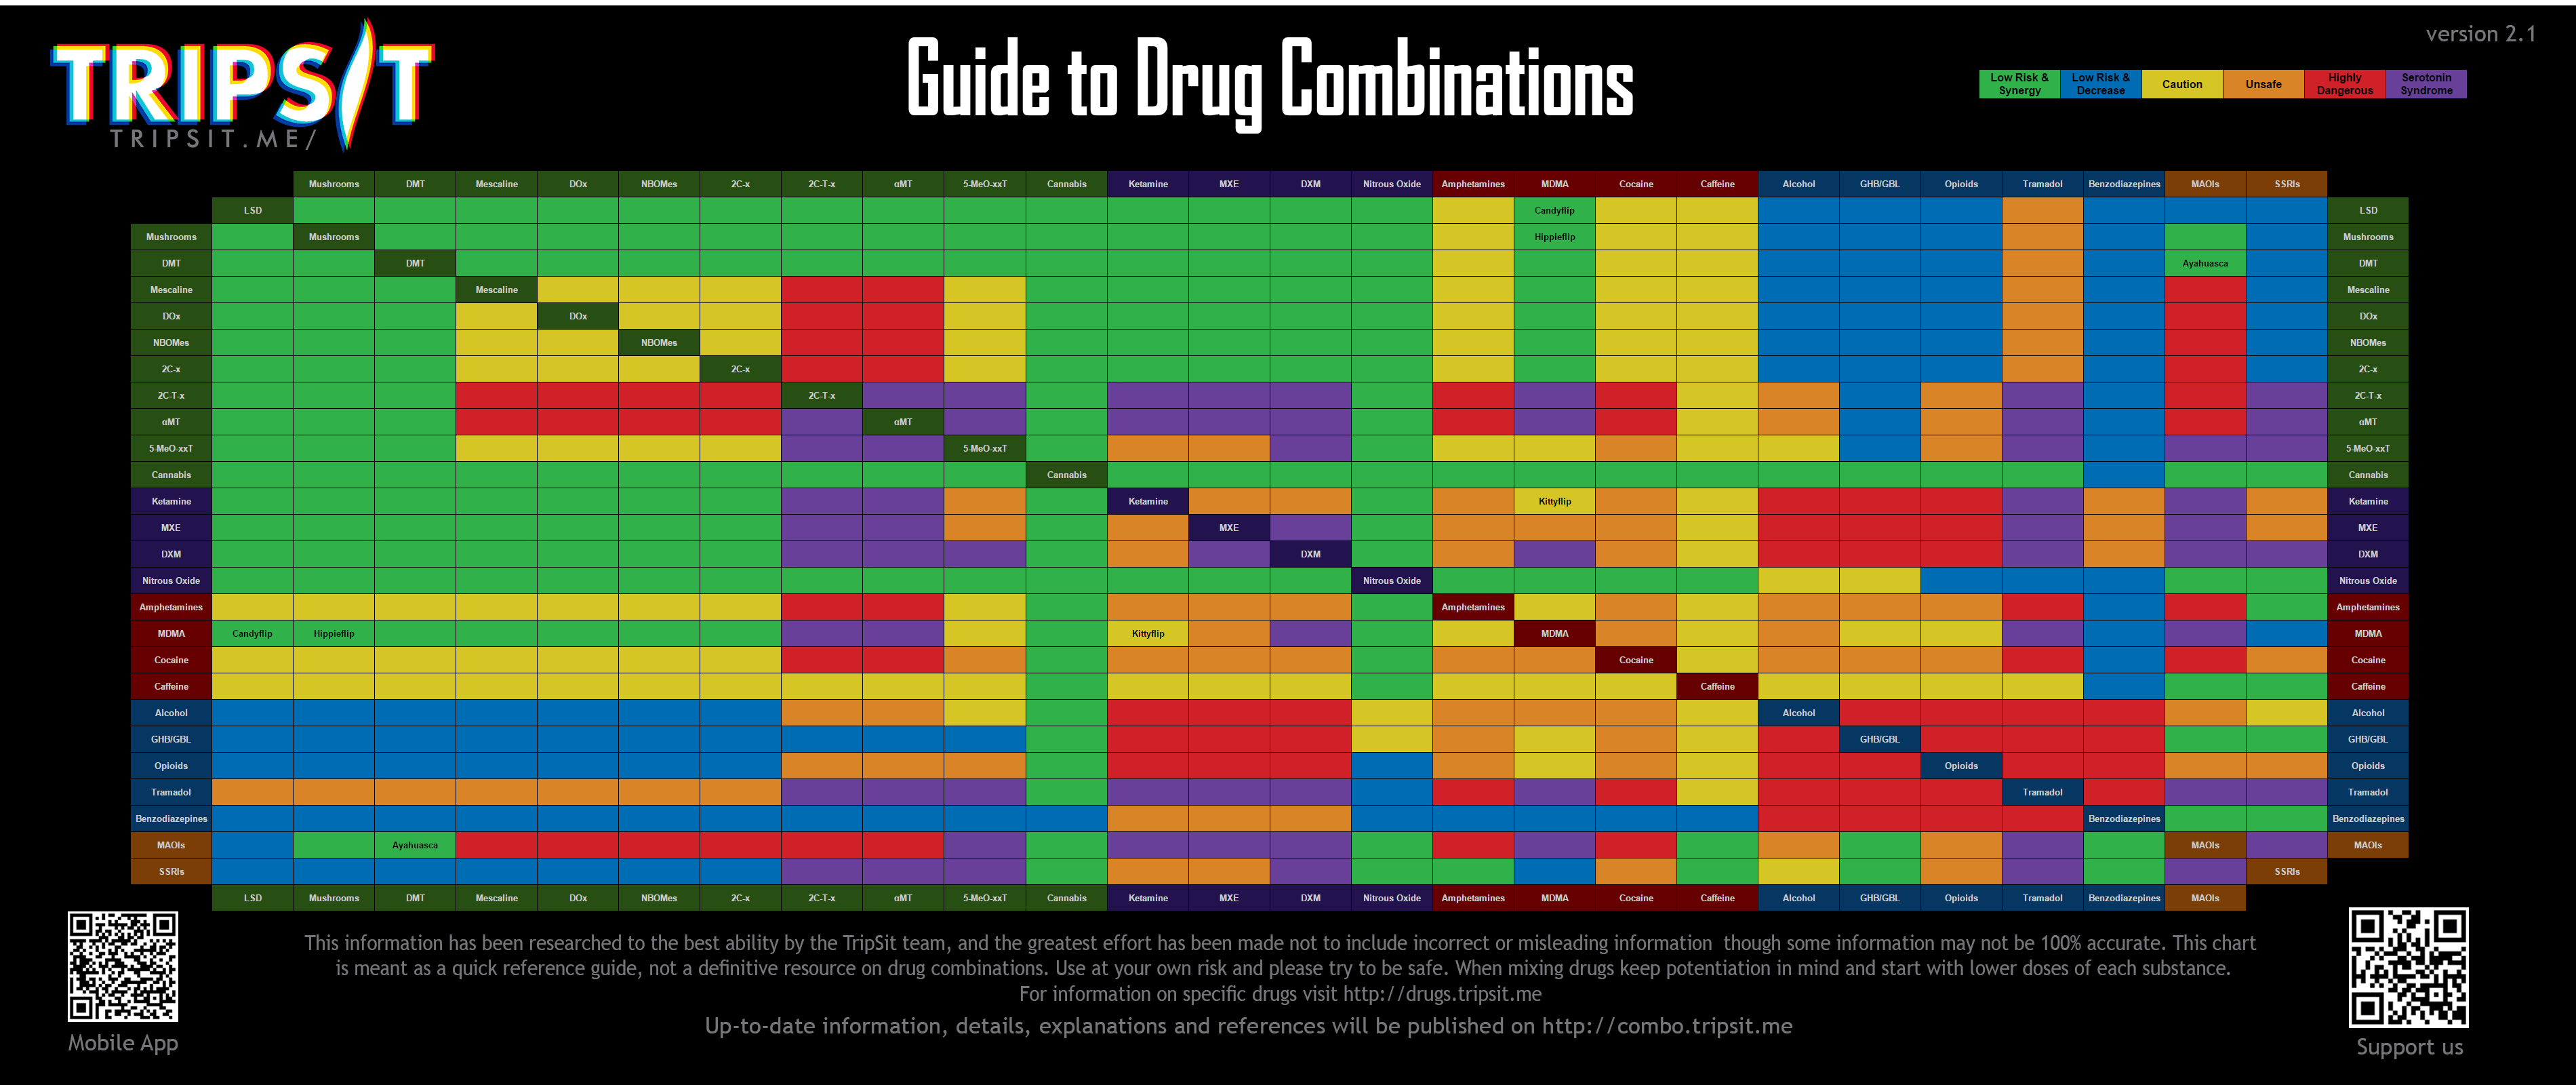 TRIPSIT
TRIPSIT.ME/
Guide to Drug Combinations
version 2.1
Low Risk & Synergy Low Risk & Decrease Caution Unsafe Highly Dangerous Serotonin Syndrome
Mushrooms DMT Mescaline DOx NBOMes 2C-x 2C-T-x αMT 5-MeO-xxT Cannabis Ketamine MXE DXM Nitrous Oxide Amphetamines MDMA Cocaine Caffeine Alcohol GHB/GBL Opioids Tramadol Benzodiazepines MAOIs SSRIs
LSD Candyflip LSD
Mushrooms Mushrooms Hippieflip Mushrooms
DMT DMT Ayahuasca DMT
Mescaline Mescaline Mescaline
DOx DOx DOx
NBOMes NBOMes NBOMes
2C-x 2C-x 2C-x
2C-T-x 2C-T-x 2C-T-x
αMT αMT αMT
5-MeO-xxT 5-MeO-xxT 5-MeO-xxT
Cannabis Cannabis Cannabis
Ketamine Ketamine Kittyflip Ketamine
MXE MXE MXE
DXM DXM DXM
Nitrous Oxide Nitrous Oxide Nitrous Oxide
Amphetamines Amphetamines Amphetamines
MDMA Candyflip Hippieflip Kittyflip MDMA MDMA
Cocaine Cocaine Cocaine
Caffeine Caffeine Caffeine
Alcohol Alcohol Alcohol
GHB/GBL GHB/GBL GHB/GBL
Opioids Opioids Opioids
Tramadol Tramadol Tramadol
Benzodiazepines Benzodiazepines Benzodiazepines
MAOIs Ayahuasca MAOIs MAOIs
SSRIs SSRIs
LSD Mushrooms DMT Mescaline DOx NBOMes 2C-x 2C-T-x αMT 5-MeO-xxT Cannabis Ketamine MXE DXM Nitrous Oxide Amphetamines MDMA Cocaine Caffeine Alcohol GHB/GBL Opioids Tramadol Benzodiazepines MAOIs
This information has been researched to the best ability by the TripSit team, and the greatest effort has been made not to include incorrect or misleading information though some information may not be 100% accurate. This chart
is meant as a quick reference guide, not a definitive resource on drug combinations. Use at your own risk and please try to be safe. When mixing drugs keep potentiation in mind and start with lower doses of each substance.
For information on specific drugs visit http://drugs.tripsit.me
Up-to-date information, details, explanations and references will be published on http://combo.tripsit.me
Mobile App
Support us